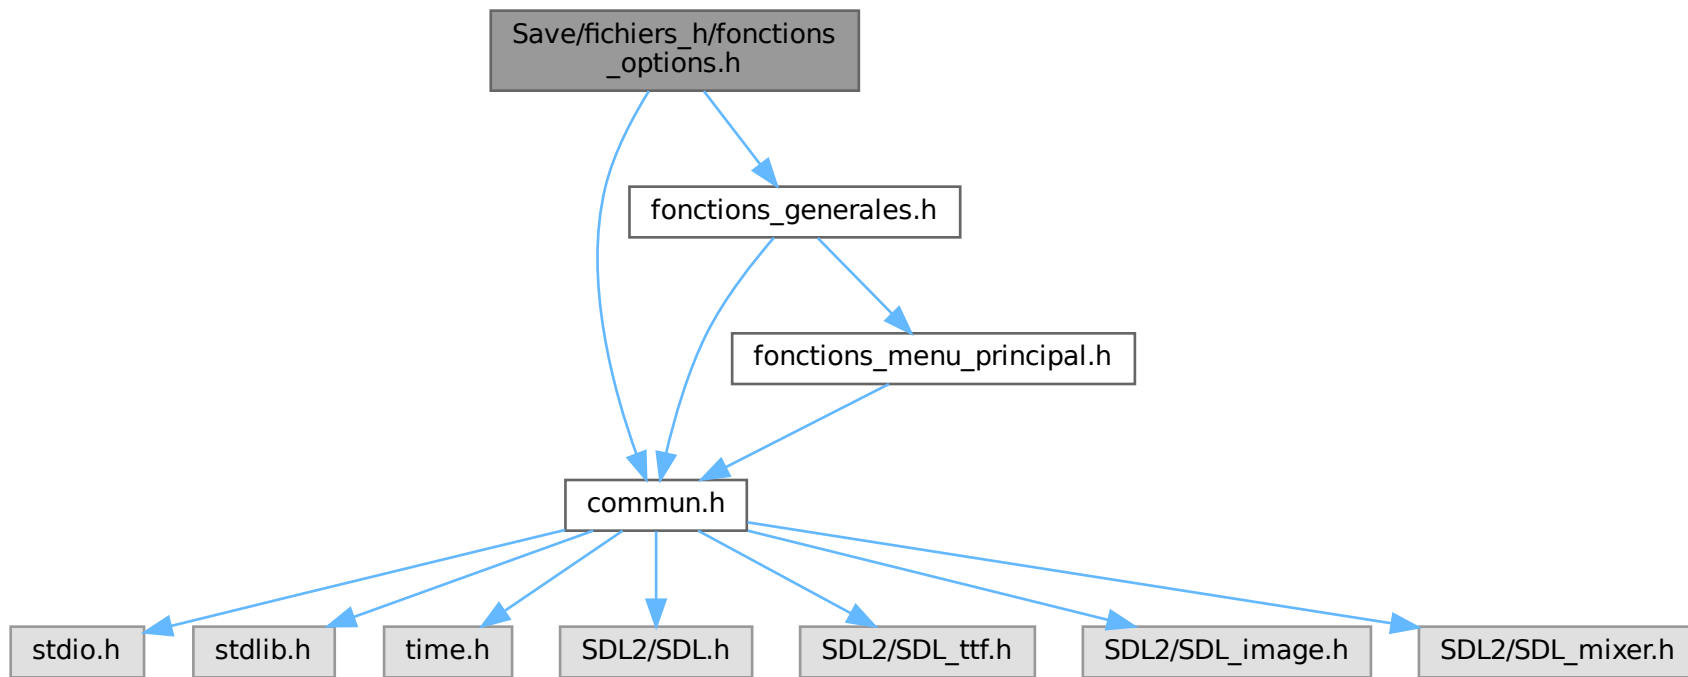 Save/fichiers_h/fonctions
_options.h
fonctions_generales.h
fonctions_menu_principal.h
commun.h
stdio.h
stdlib.h
time.h
SDL2/SDL.h
SDL2/SDL_ttf.h
SDL2/SDL_image.h
SDL2/SDL_mixer.h